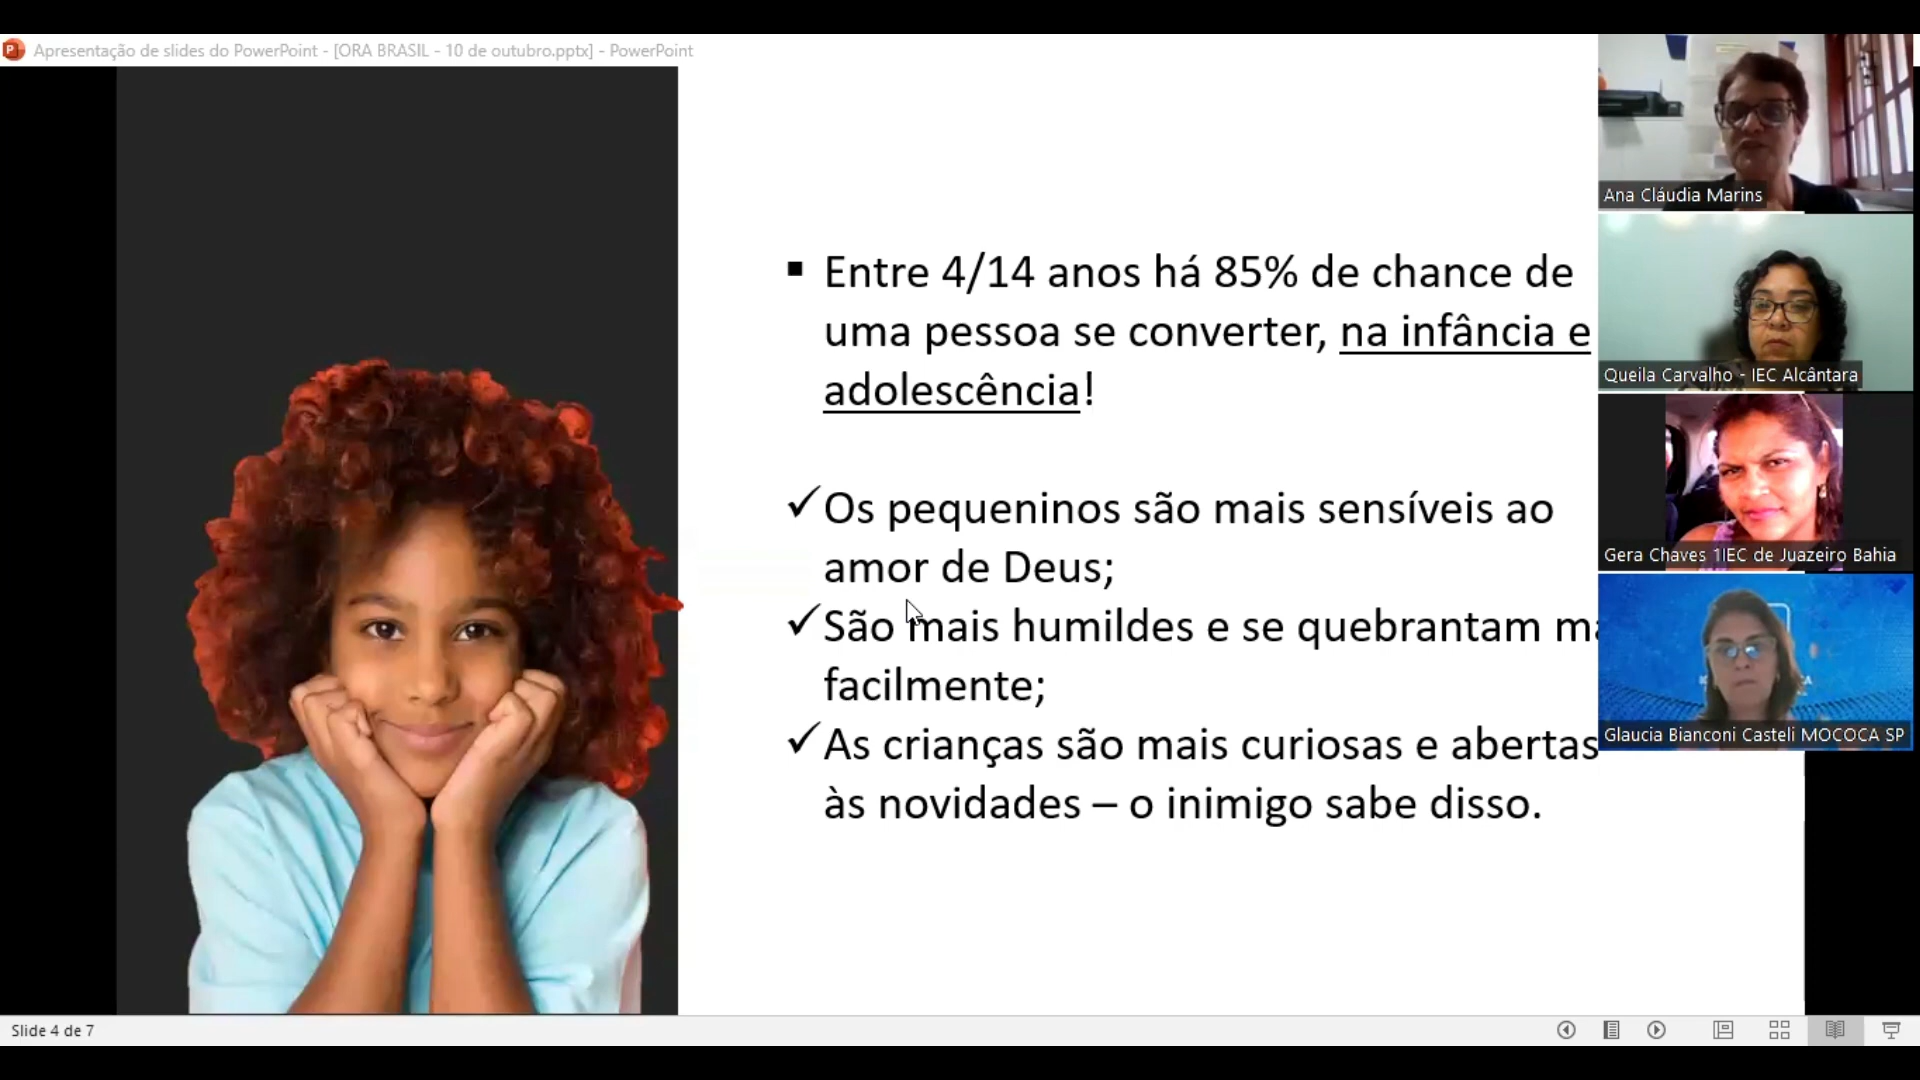 Apresentação de slides do PowerPoint - [ORA BRASIL - 10 de outubro.pptx] - PowerPoint
▪ Entre 4/14 anos há 85% de chance de
uma pessoa se converter, na infância e
adolescência!
✓Os pequeninos são mais sensíveis ao
amor de Deus;
✓São mais humildes e se quebrantam
facilmente;
✓As crianças são mais curiosas e abertas
às novidades – o inimigo sabe disso.
Ana Cláudia Marins
Queila Carvalho - IEC Alcântara
Gera Chaves 1IEC de Juazeiro Bahia
Glaucia Bianconi Casteli MOCOCA SP
Slide 4 de 7